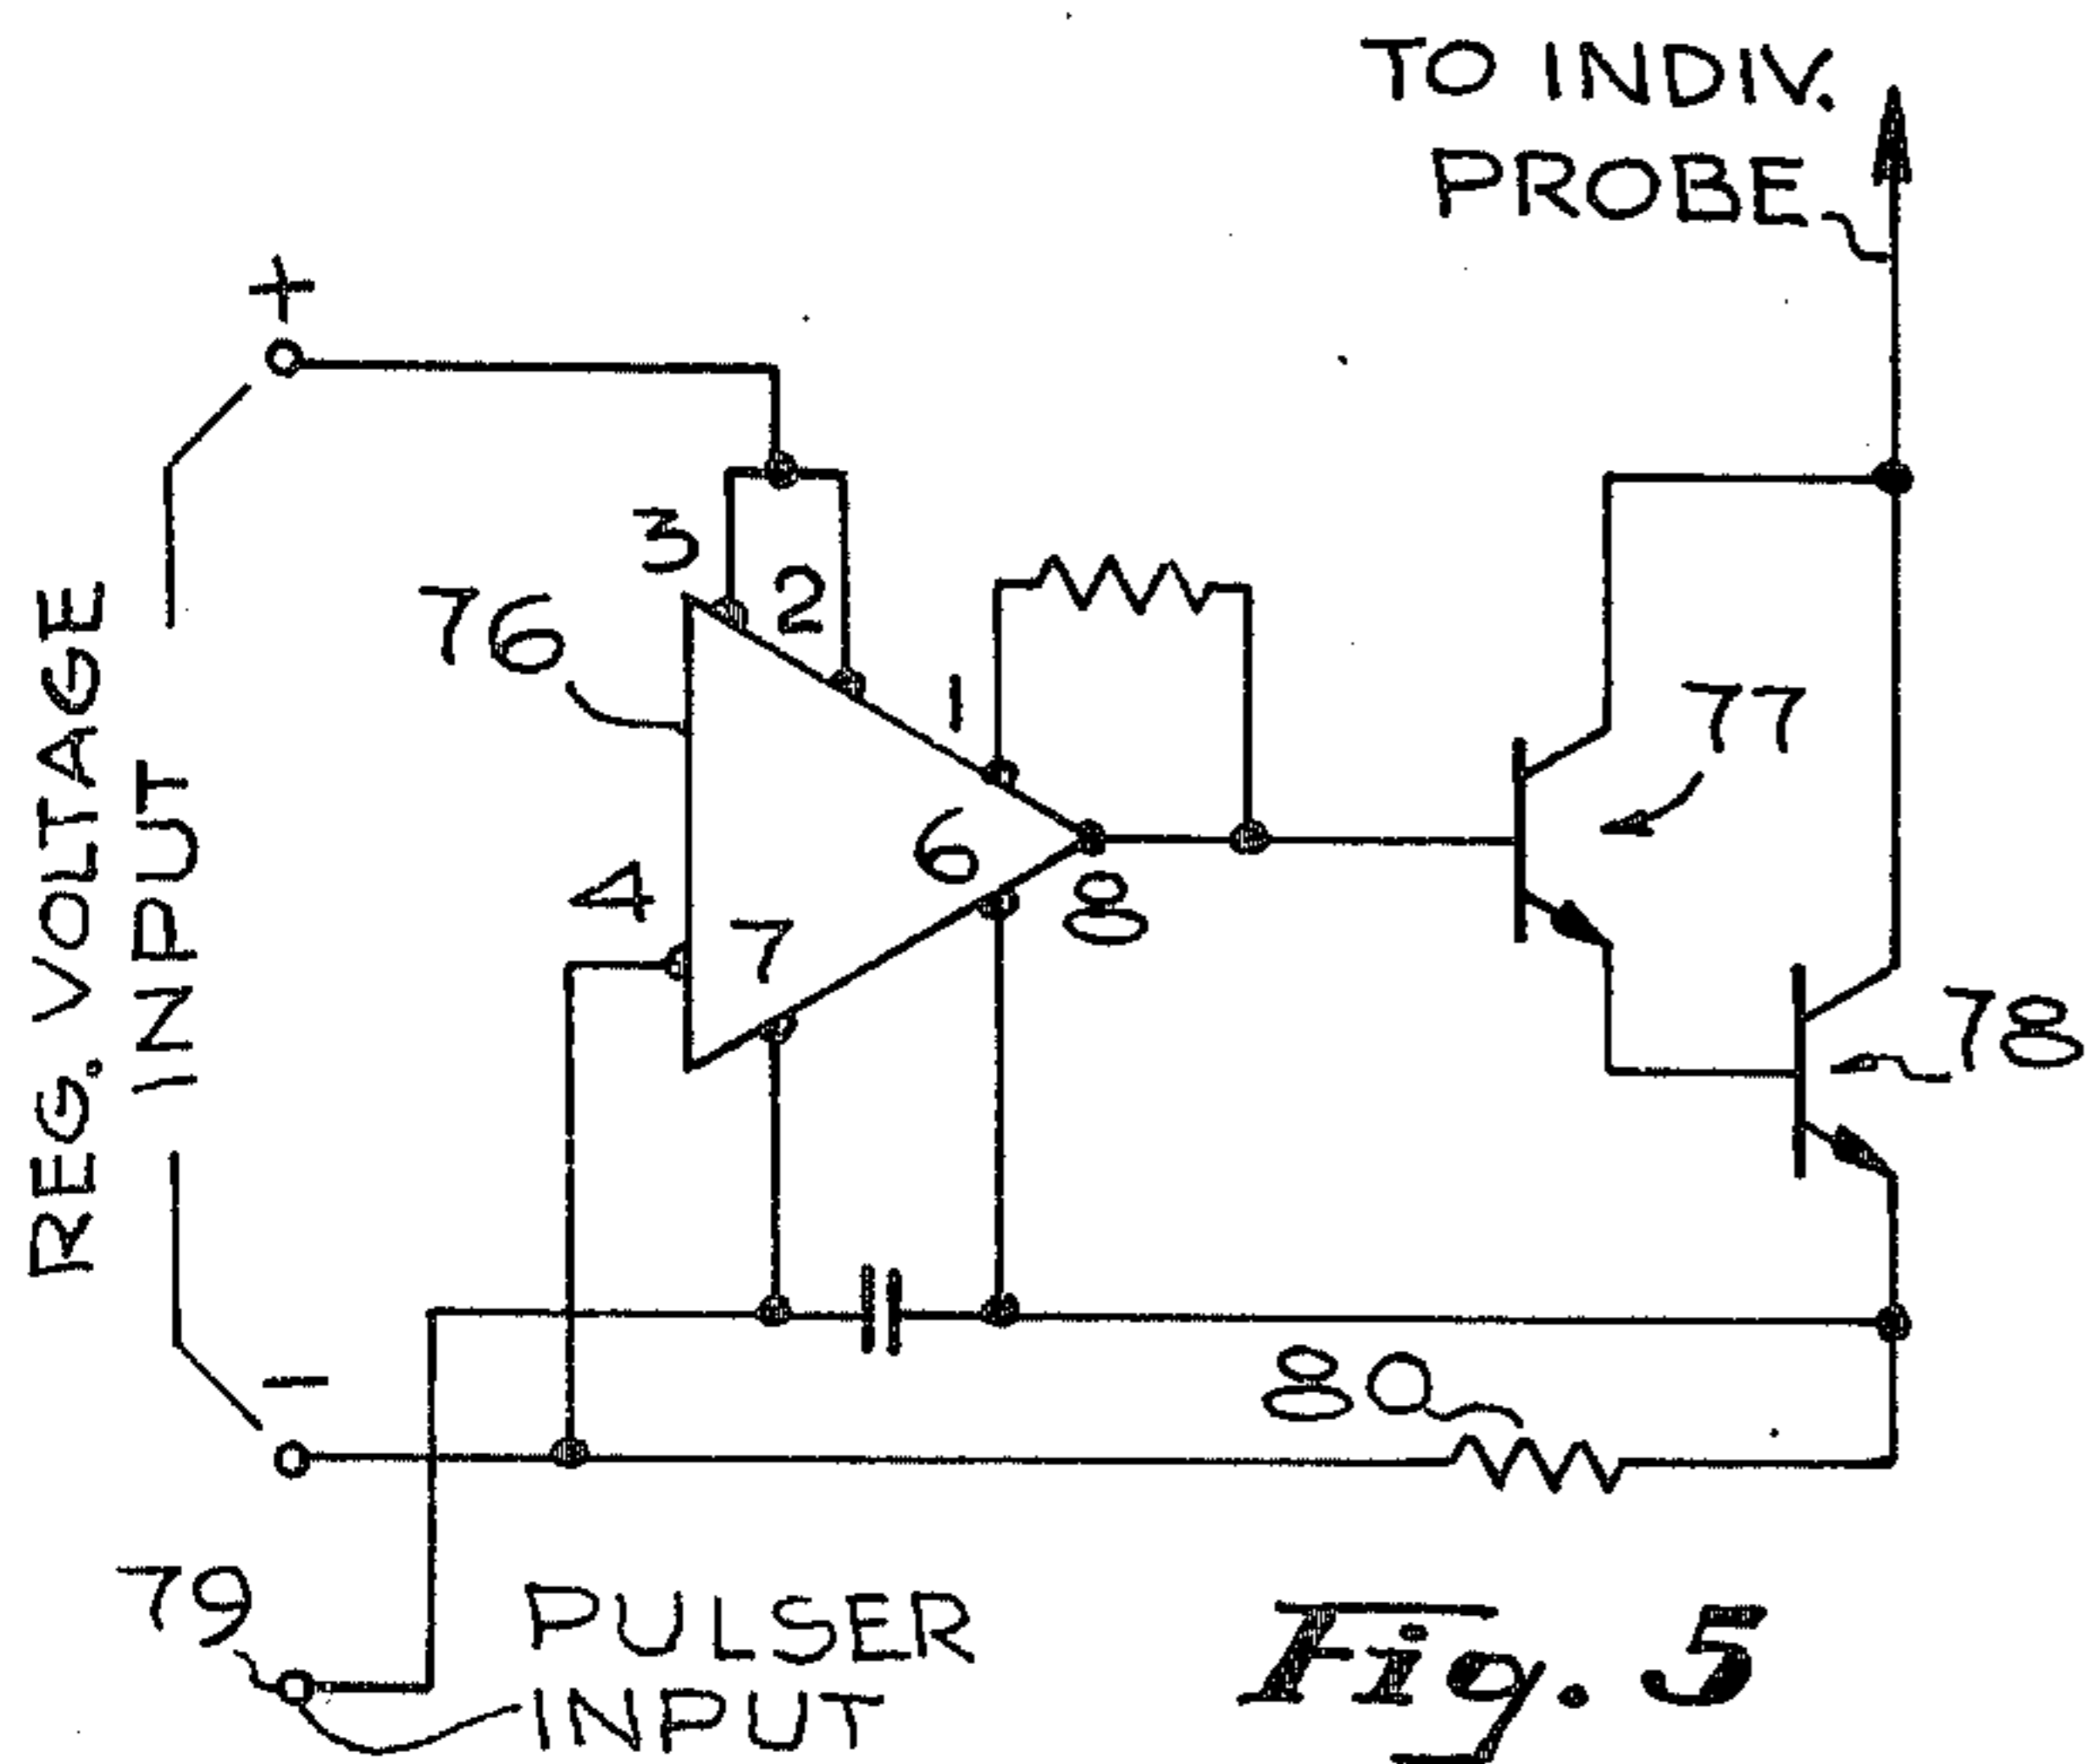 TO INDIV.
PROBE
+
3
2
76
1
77
REG. VOLTAGE
INPUT
6
4
7
8
78
80
−
79
PULSER
INPUT
Fig. 5